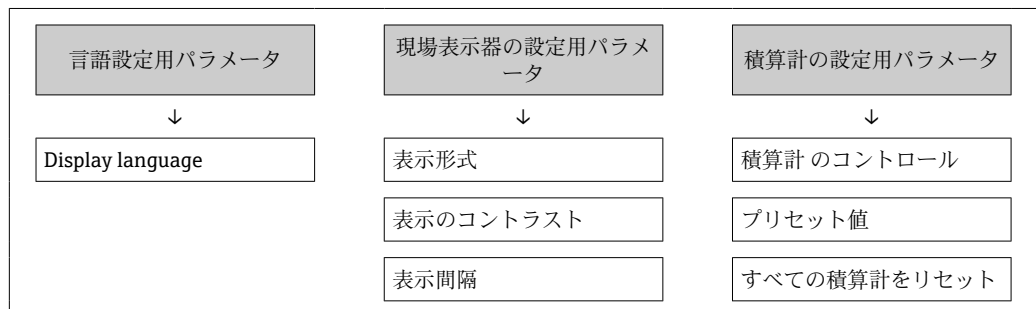 言語設定用パラメータ
↓
Display language
現場表示器の設定用パラメ
ータ
↓
表示形式
表示のコントラスト
表示間隔
積算計の設定用パラメータ
↓
積算計 のコントロール
プリセット値
すべての積算計をリセット